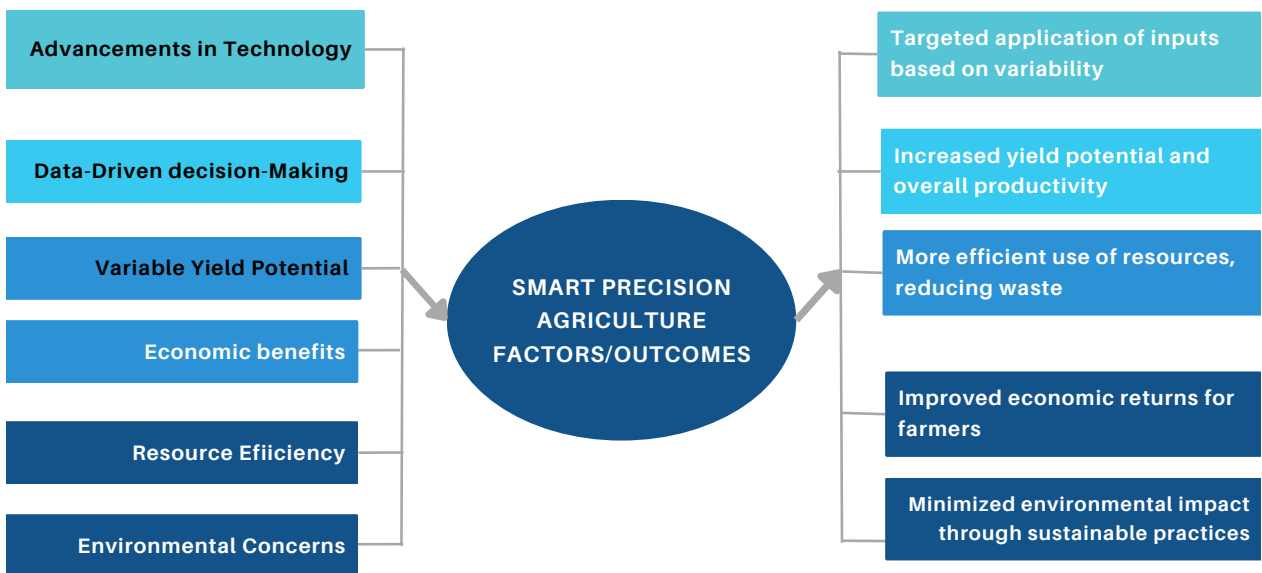 Advancements in Technology
Data-Driven decision-Making
Variable Yield Potential
Economic benefits
Resource Efiiciency
Environmental Concerns
SMART PRECISION
AGRICULTURE
FACTORS/OUTCOMES
Targeted application of inputs
based on variability
Increased yield potential and
overall productivity
More efficient use of resources,
reducing waste
Improved economic returns for
farmers
Minimized environmental impact
through sustainable practices